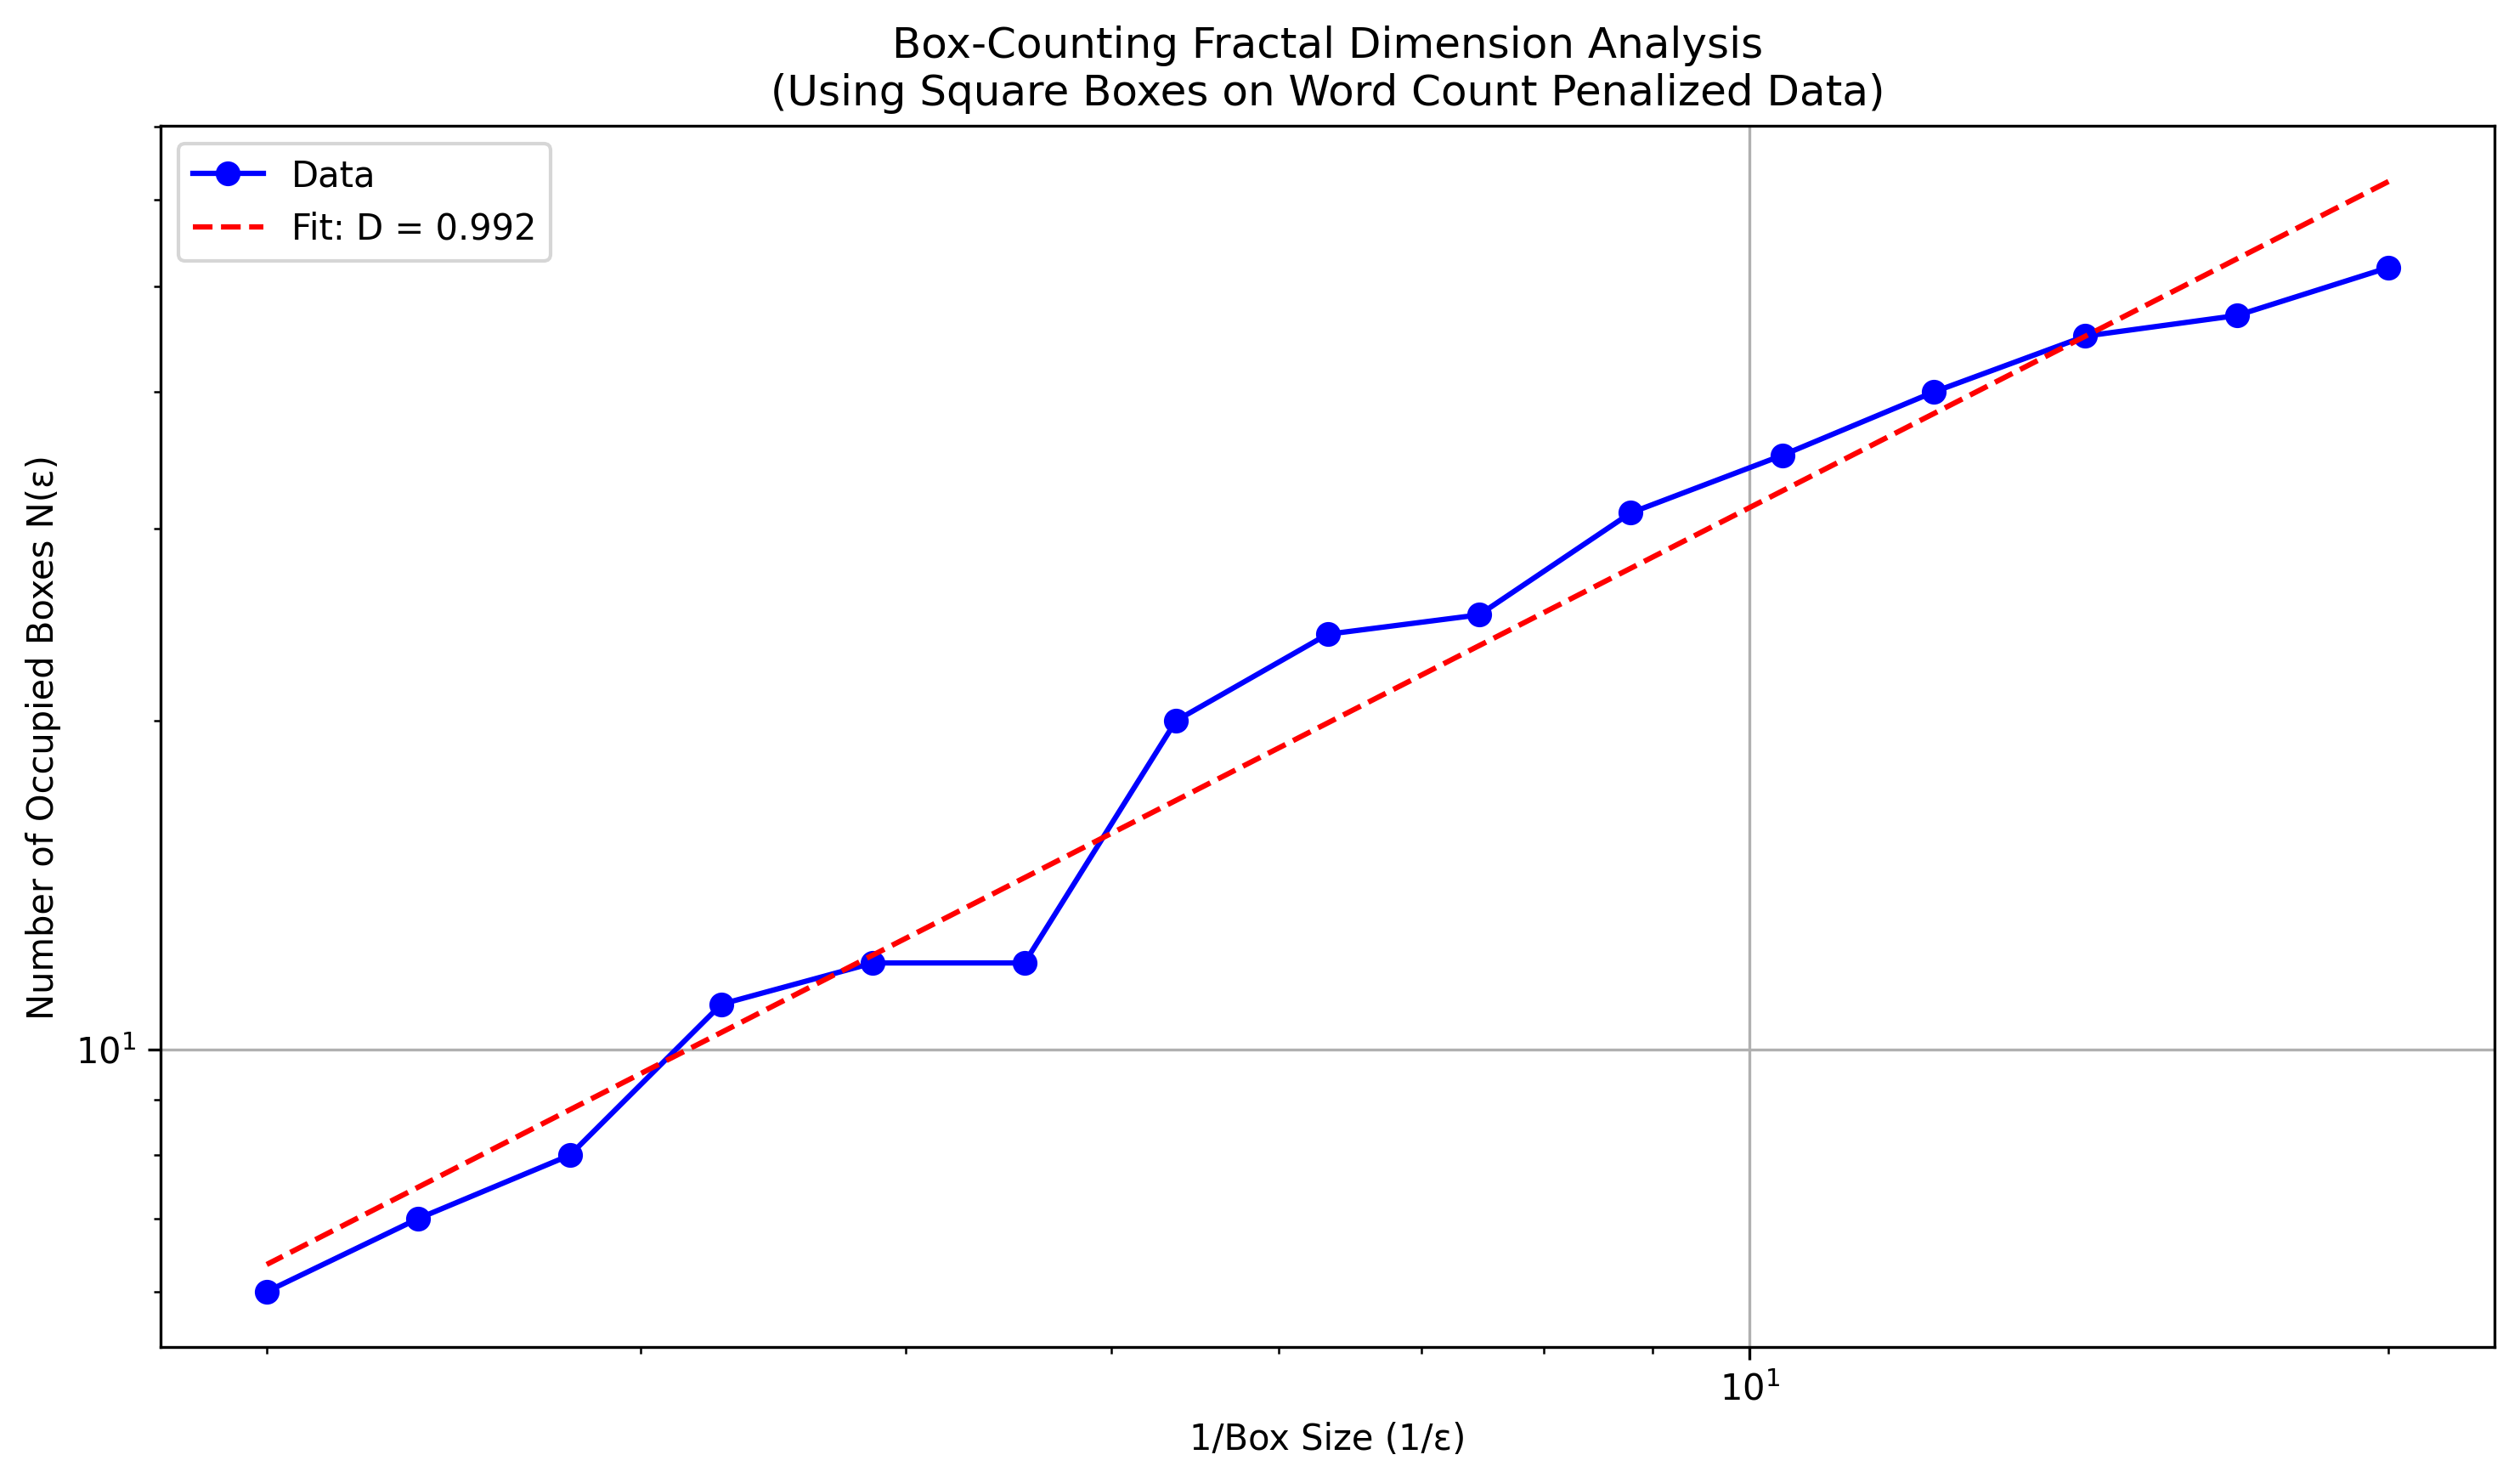 Box-Counting Fractal Dimension Analysis
(Using Square Boxes on Word Count Penalized Data)
Data
Fit: D = 0.992
Number of Occupied Boxes N(ε)
10¹
10¹
1/Box Size (1/ε)